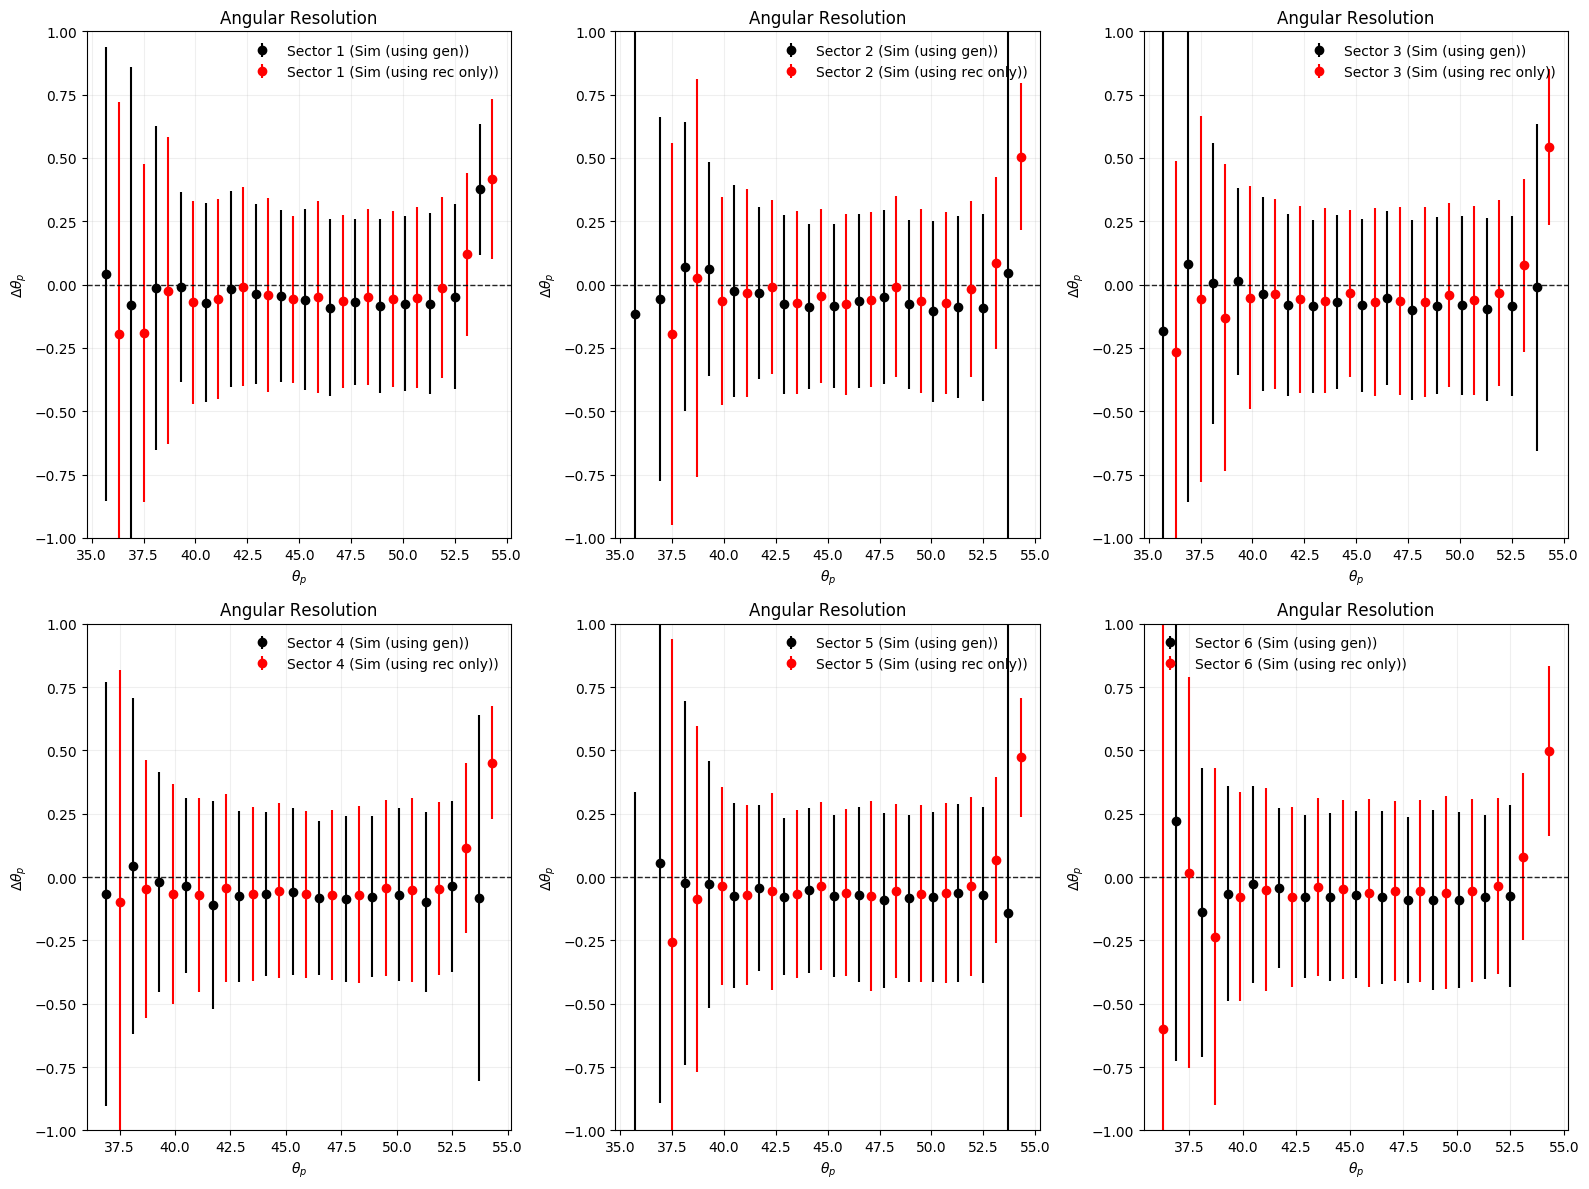 Angular Resolution
Sector 1 (Sim (using gen))
Sector 1 (Sim (using rec only))
1.00
0.75
0.50
0.25
0.00
−0.25
−0.50
−0.75
−1.00
Δθp
35.0 37.5 40.0 42.5 45.0 47.5 50.0 52.5 55.0
θp
Angular Resolution
Sector 2 (Sim (using gen))
Sector 2 (Sim (using rec only))
1.00
0.75
0.50
0.25
0.00
−0.25
−0.50
−0.75
−1.00
Δθp
35.0 37.5 40.0 42.5 45.0 47.5 50.0 52.5 55.0
θp
Angular Resolution
Sector 3 (Sim (using gen))
Sector 3 (Sim (using rec only))
1.00
0.75
0.50
0.25
0.00
−0.25
−0.50
−0.75
−1.00
Δθp
35.0 37.5 40.0 42.5 45.0 47.5 50.0 52.5 55.0
θp
Angular Resolution
Sector 4 (Sim (using gen))
Sector 4 (Sim (using rec only))
1.00
0.75
0.50
0.25
0.00
−0.25
−0.50
−0.75
−1.00
Δθp
37.5 40.0 42.5 45.0 47.5 50.0 52.5 55.0
θp
Angular Resolution
Sector 5 (Sim (using gen))
Sector 5 (Sim (using rec only))
1.00
0.75
0.50
0.25
0.00
−0.25
−0.50
−0.75
−1.00
Δθp
35.0 37.5 40.0 42.5 45.0 47.5 50.0 52.5 55.0
θp
Angular Resolution
Sector 6 (Sim (using gen))
Sector 6 (Sim (using rec only))
1.00
0.75
0.50
0.25
0.00
−0.25
−0.50
−0.75
−1.00
Δθp
37.5 40.0 42.5 45.0 47.5 50.0 52.5 55.0
θp